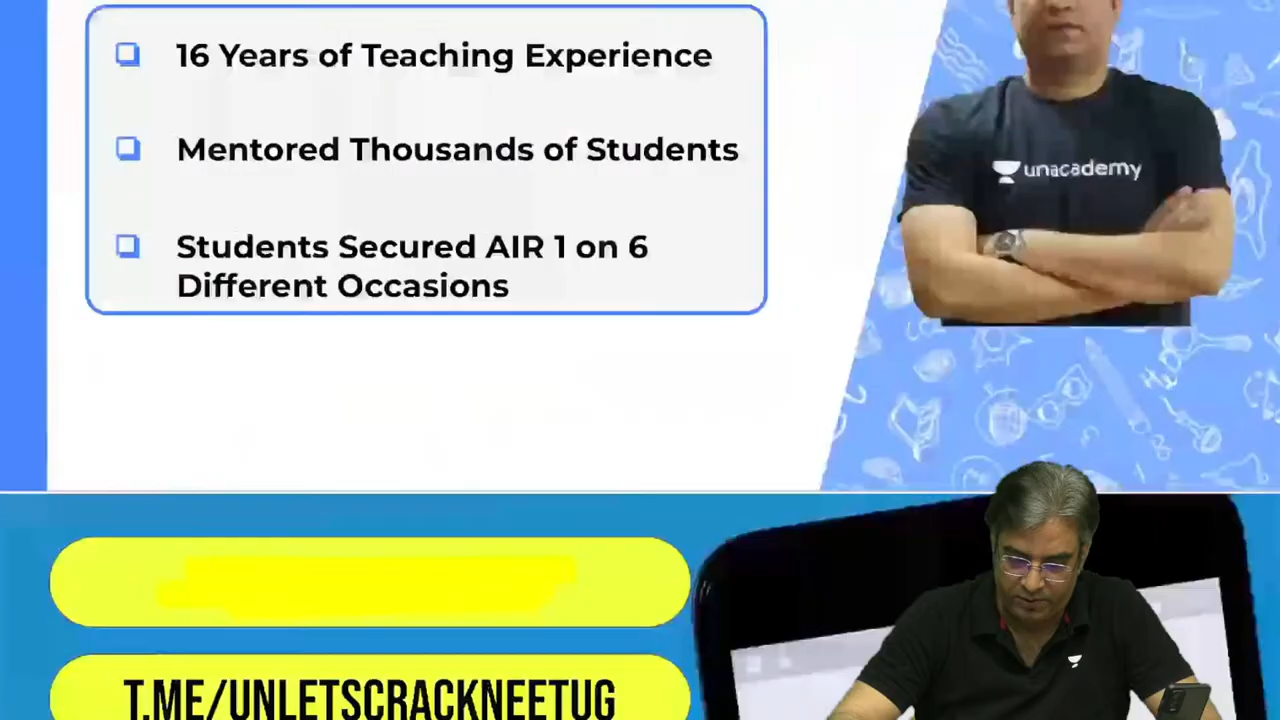 16 Years of Teaching Experience
Mentored Thousands of Students
Students Secured AIR 1 on 6
Different Occasions
unacademy
T.ME/UNLETSCRACKNEETUG